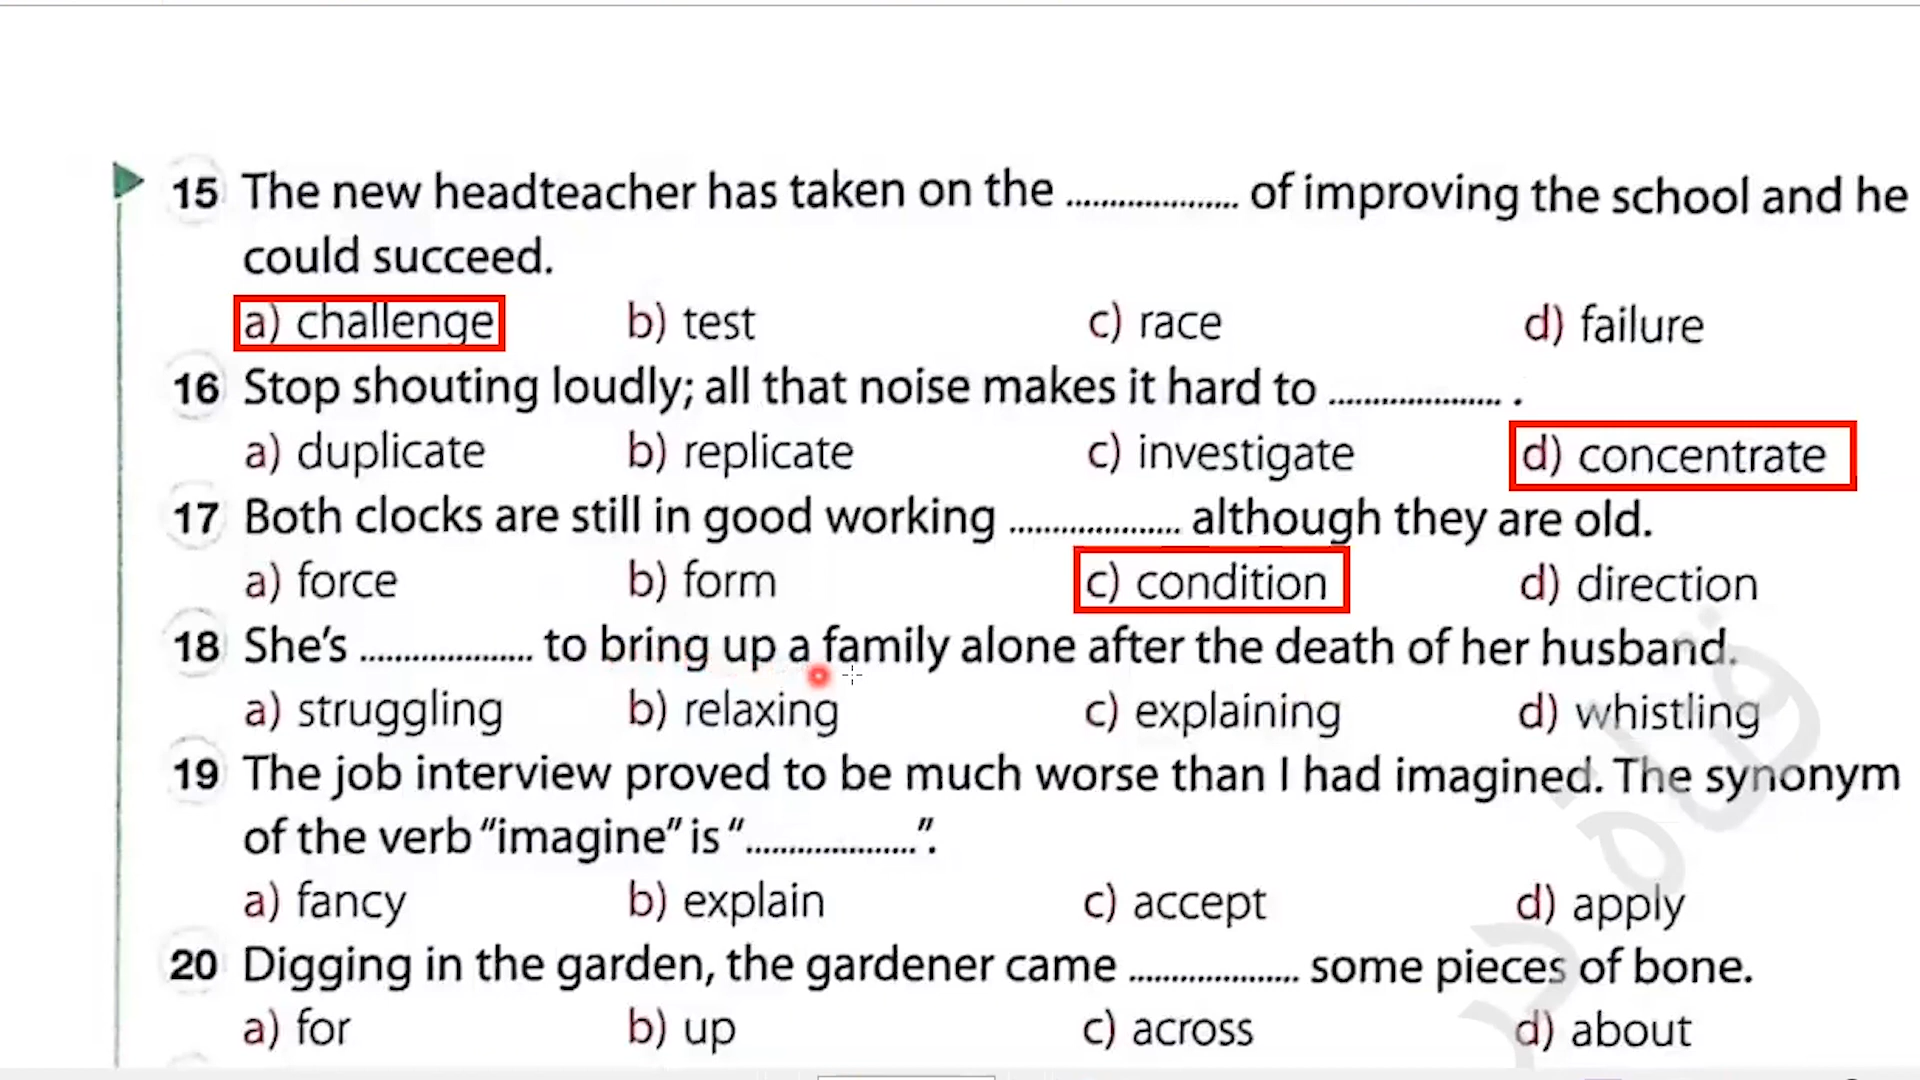 15 The new headteacher has taken on the .................... of improving the school and he
could succeed.
a) challenge b) test c) race d) failure
16 Stop shouting loudly; all that noise makes it hard to .................... .
a) duplicate b) replicate c) investigate d) concentrate
17 Both clocks are still in good working .................... although they are old.
a) force b) form c) condition d) direction
18 She's .................... to bring up a family alone after the death of her husband.
a) struggling b) relaxing c) explaining d) whistling
19 The job interview proved to be much worse than I had imagined. The synonym
of the verb "imagine" is "....................".
a) fancy b) explain c) accept d) apply
20 Digging in the garden, the gardener came .................... some pieces of bone.
a) for b) up c) across d) about